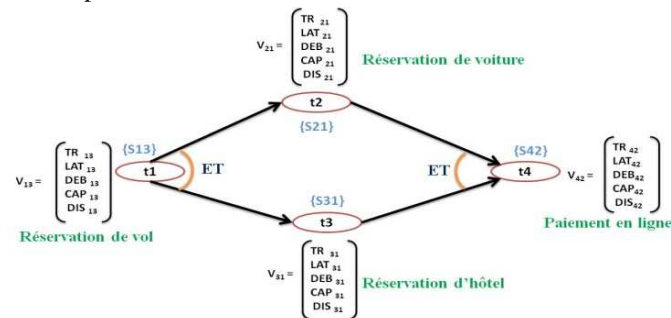 V21 =
TR 21
LAT 21
DEB 21
CAP 21
DIS 21
Réservation de voiture
t2
{S21}
{S13}
V13 =
TR 13
LAT 13
DEB 13
CAP 13
DIS 13
t1
ET
Réservation de vol
ET
{S42}
t4
V42 =
TR 42
LAT42
DEB42
CAP42
DIS42
Paiement en ligne
{S31}
t3
V31 =
TR 31
LAT 31
DEB 31
CAP 31
DIS 31
Réservation d'hôtel